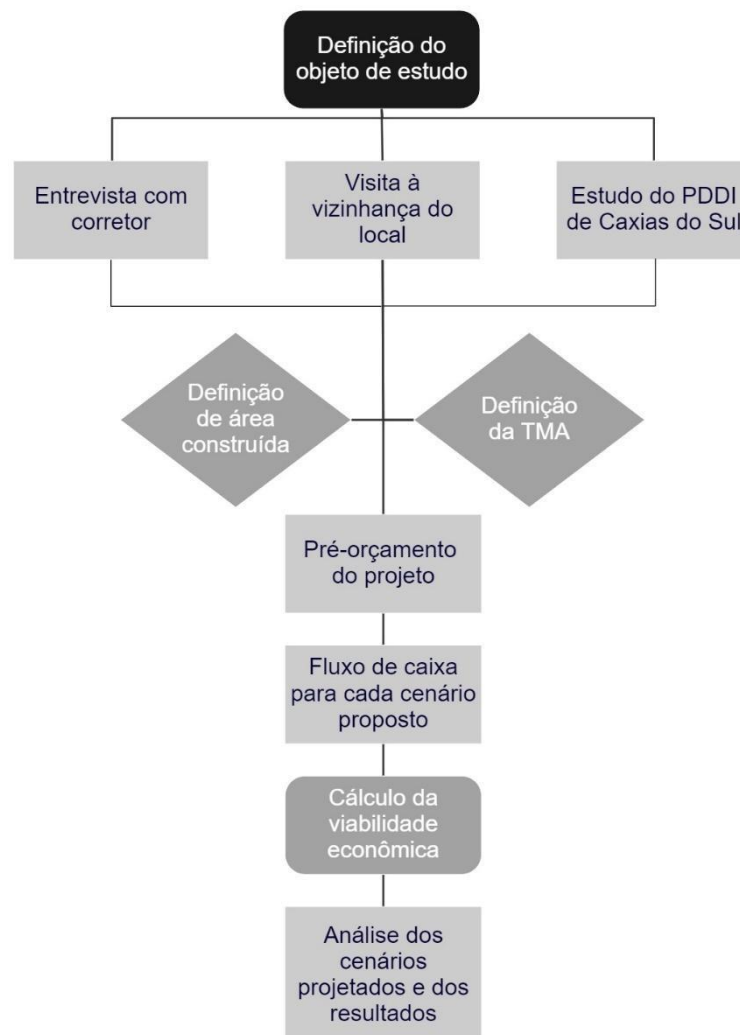 Definição do
objeto de estudo
Entrevista com
corretor
Visita à
vizinhança do
local
Estudo do PDDI
de Caxias do Sul
Definição
de área
construída
Definição
da TMA
Pré-orçamento
do projeto
Fluxo de caixa
para cada cenário
proposto
Cálculo da
viabilidade
econômica
Análise dos
cenários
projetados e dos
resultados